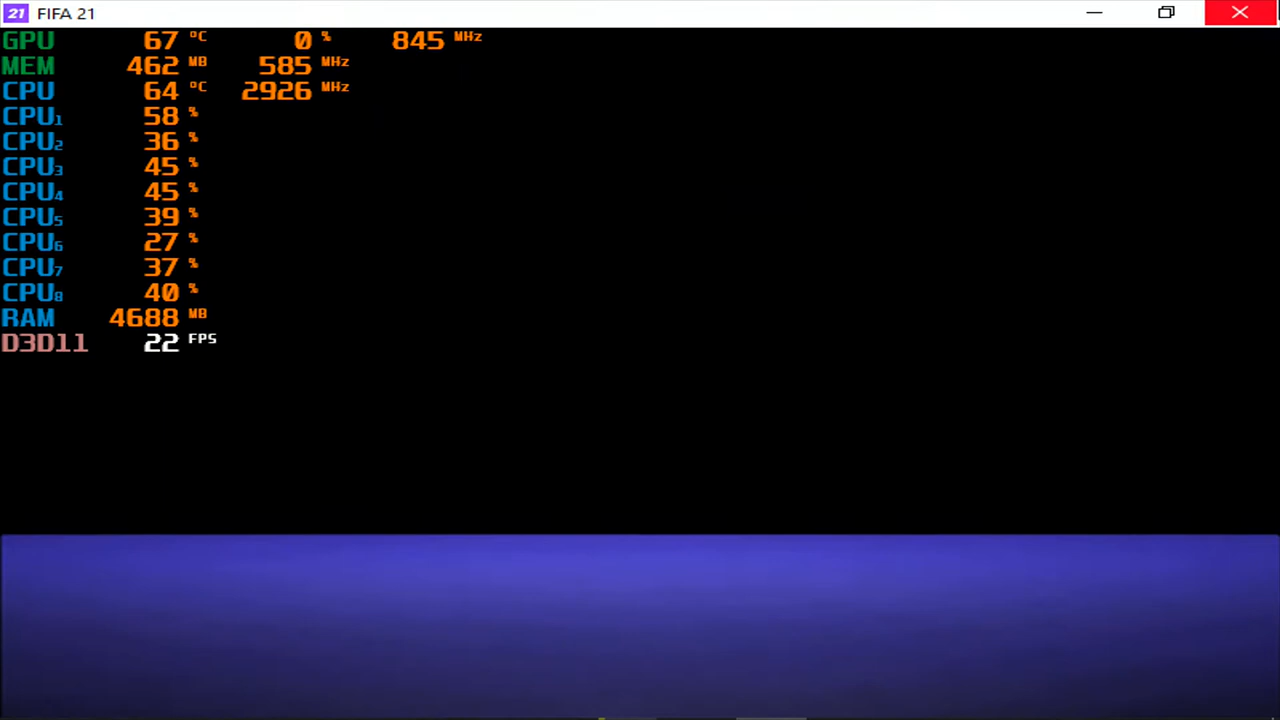 21 FIFA 21
GPU 67 °C 0 % 845 MHz
MEM 462 MB 585 MHz
CPU 64 °C 2926 MHz
CPU1 58 %
CPU2 36 %
CPU3 45 %
CPU4 45 %
CPU5 39 %
CPU6 27 %
CPU7 37 %
CPU8 40 %
RAM 4688 MB
D3D11 22 FPS